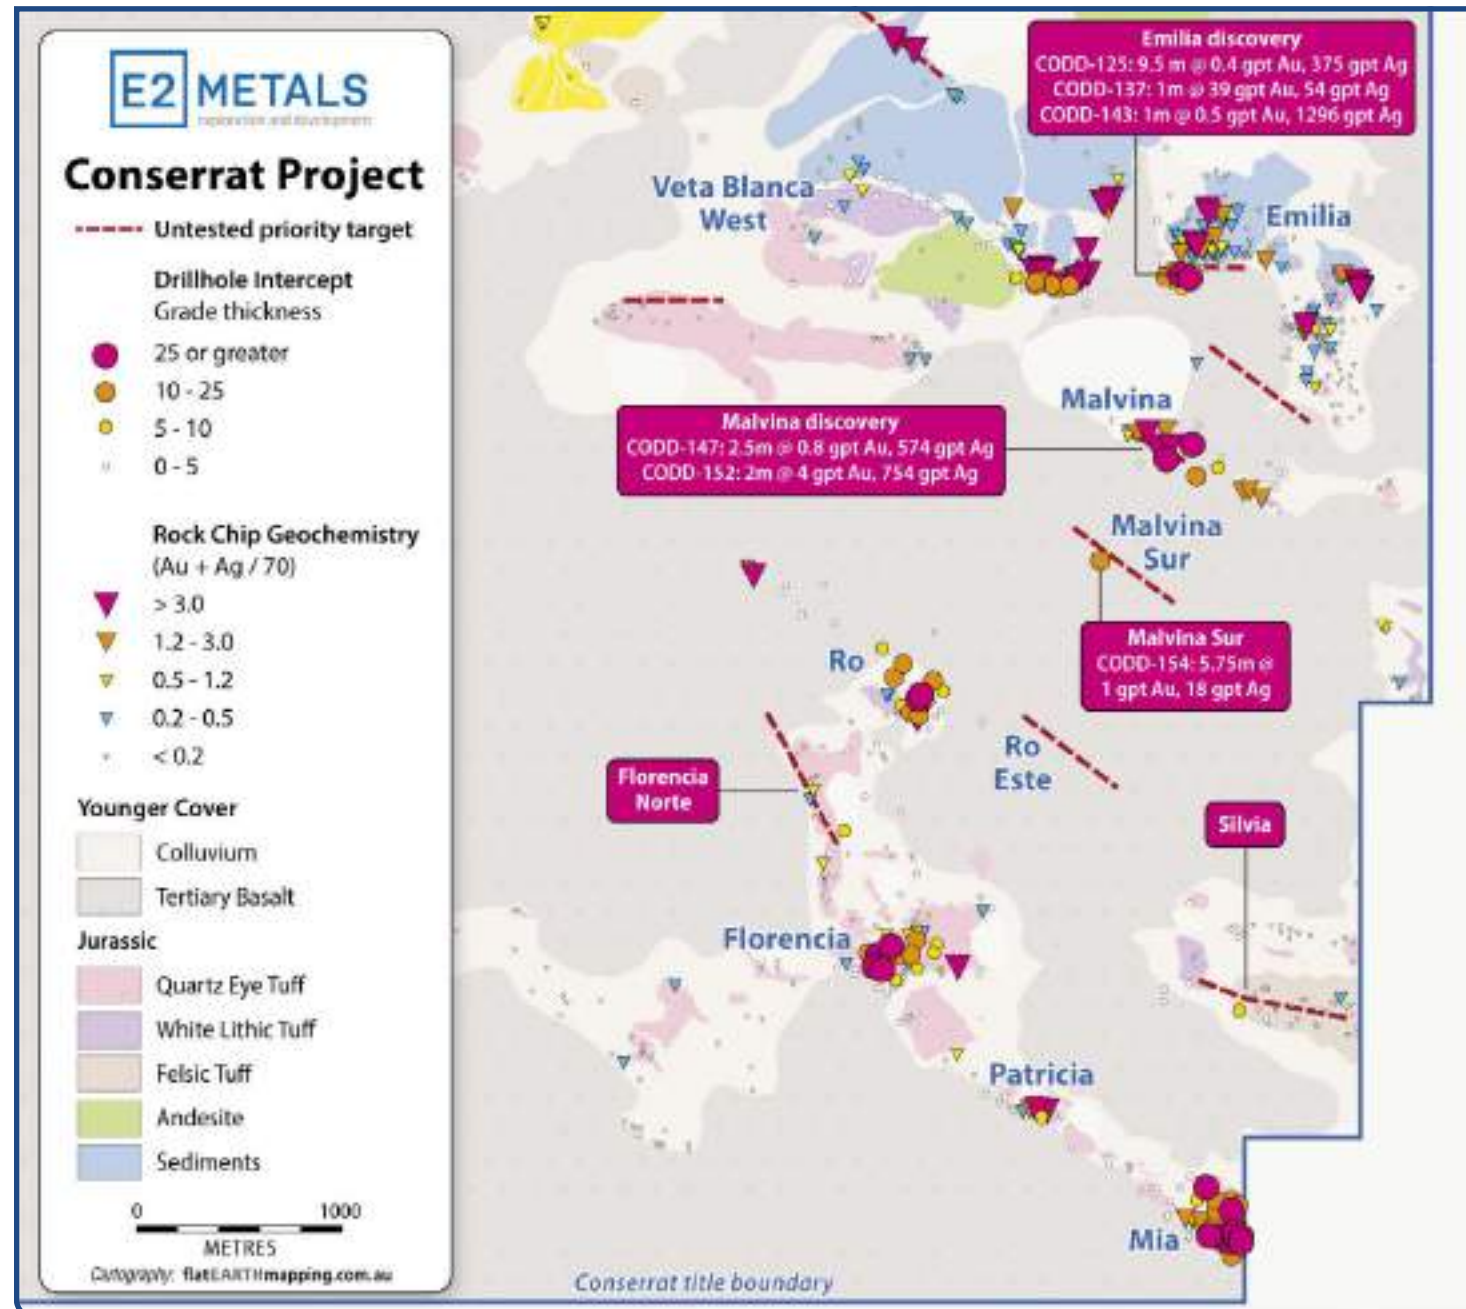 E2 METALS
exploration and development
Conserrat Project
Untested priority target
Drillhole Intercept
Grade thickness
25 or greater
10 - 25
5 - 10
0 - 5
Rock Chip Geochemistry
(Au + Ag / 70)
> 3.0
1.2 - 3.0
0.5 - 1.2
0.2 - 0.5
< 0.2
Younger Cover
Colluvium
Tertiary Basalt
Jurassic
Quartz Eye Tuff
White Lithic Tuff
Felsic Tuff
Andesite
Sediments
0 1000
METRES
Cartography: flatEARTHmapping.com.au
Emilia discovery
CODD-125: 9.5 m @ 0.4 gpt Au, 375 gpt Ag
CODD-137: 1m @ 39 gpt Au, 54 gpt Ag
CODD-143: 1m @ 0.5 gpt Au, 1296 gpt Ag
Veta Blanca
West
Emilia
Malvina
Malvina discovery
CODD-147: 2.5m @ 0.8 gpt Au, 574 gpt Ag
CODD-152: 2m @ 4 gpt Au, 754 gpt Ag
Malvina
Sur
Malvina Sur
CODD-154: 5.75m @
1 gpt Au, 18 gpt Ag
Ro
Ro
Este
Florencia
Norte
Silvia
Florencia
Patricia
Mia
Conserrat title boundary